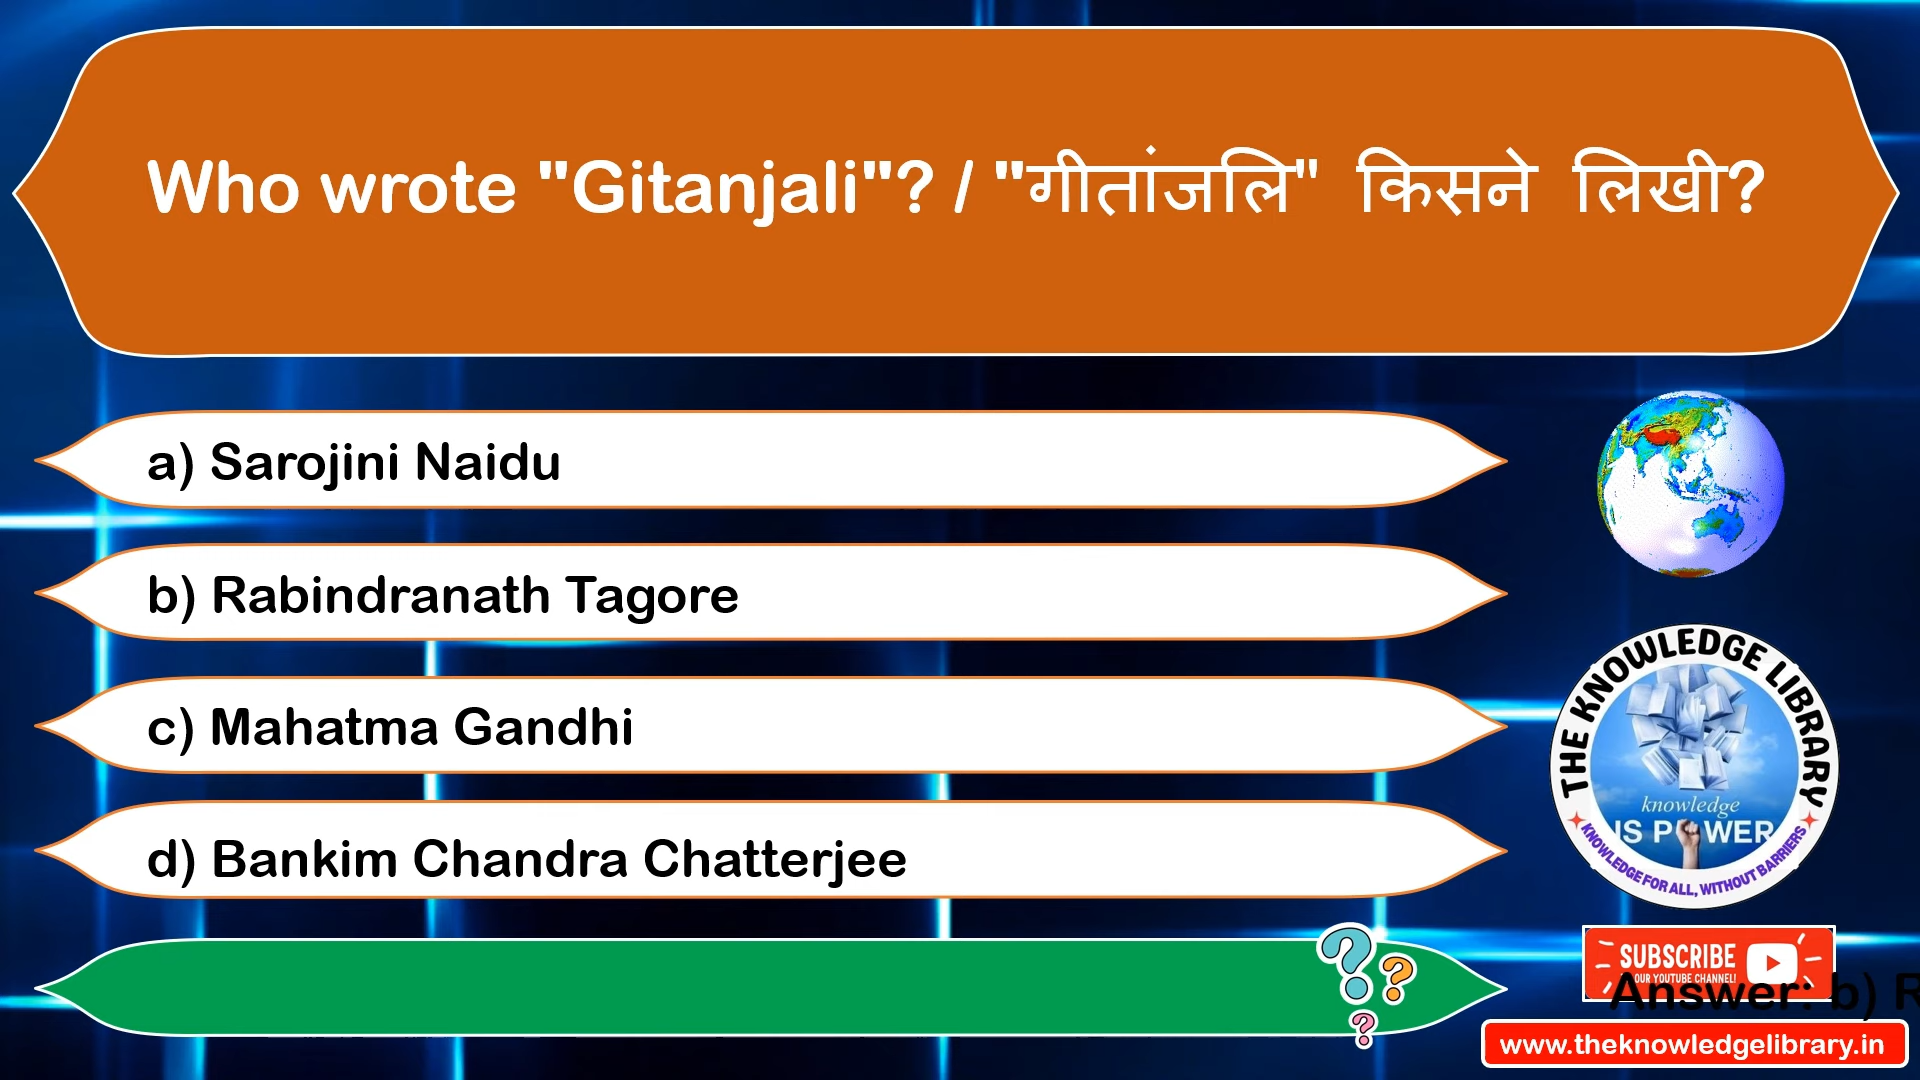 Who wrote "Gitanjali"? / "गीतांजलि" किसने लिखी?
a) Sarojini Naidu
b) Rabindranath Tagore
c) Mahatma Gandhi
d) Bankim Chandra Chatterjee
THE KNOWLEDGE LIBRARY
knowledge
IS POWER
KNOWLEDGE FOR ALL, WITHOUT BARRIERS
SUBSCRIBE
OUR YOUTUBE CHANNEL!
Answer: b) R
www.theknowledgelibrary.in